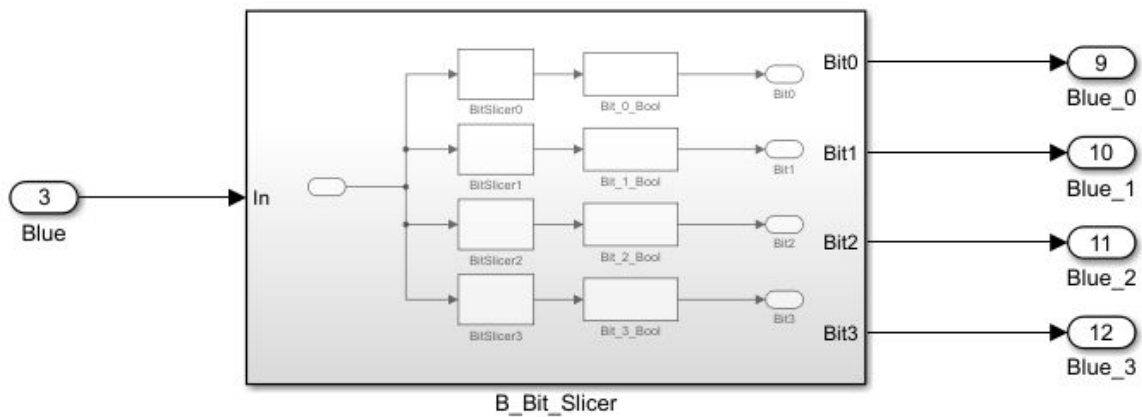 3
Blue
In
BitSlicer0
Bit_0_Bool
Bit0
BitSlicer1
Bit_1_Bool
Bit1
BitSlicer2
Bit_2_Bool
Bit2
BitSlicer3
Bit_3_Bool
Bit3
Bit0
Bit1
Bit2
Bit3
9
Blue_0
10
Blue_1
11
Blue_2
12
Blue_3
B_Bit_Slicer